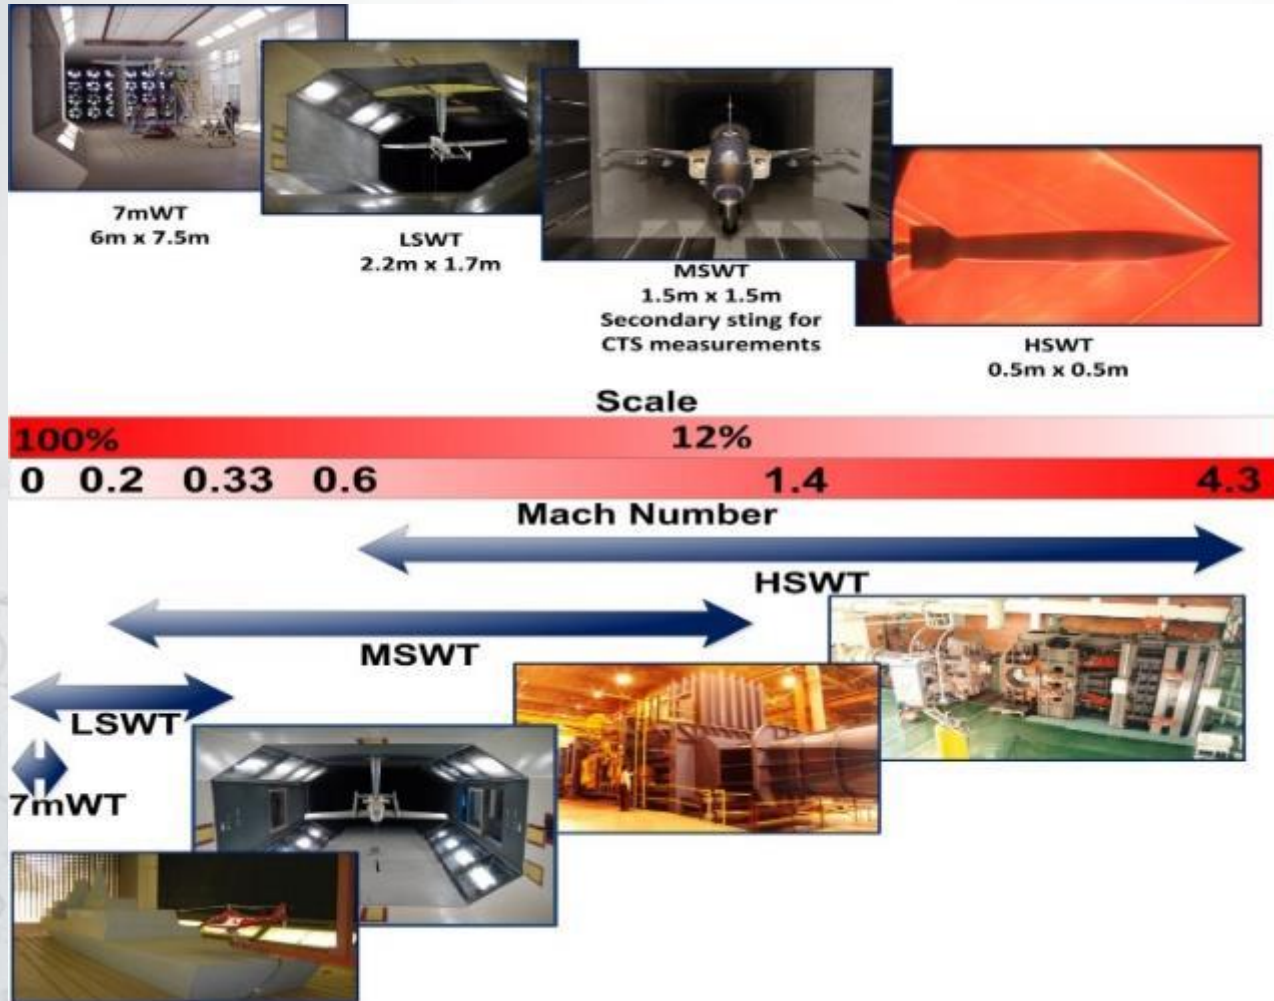 7mWT
6m x 7.5m
LSWT
2.2m x 1.7m
MSWT
1.5m x 1.5m
Secondary sting for
CTS measurements
HSWT
0.5m x 0.5m
Scale
100% 12%
0 0.2 0.33 0.6 1.4 4.3
Mach Number
HSWT
MSWT
LSWT
7mWT